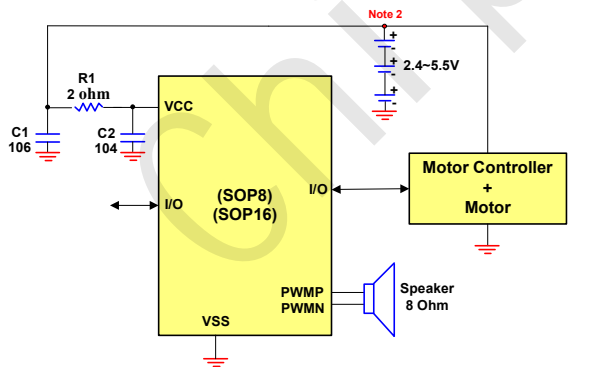 Note 2
+
-
+
-
+
-
2.4~5.5V
R1
2 ohm
C1
106
C2
104
VCC
I/O
(SOP8)
(SOP16)
I/O
Motor Controller
+
Motor
PWMP
PWMN
Speaker
8 Ohm
VSS